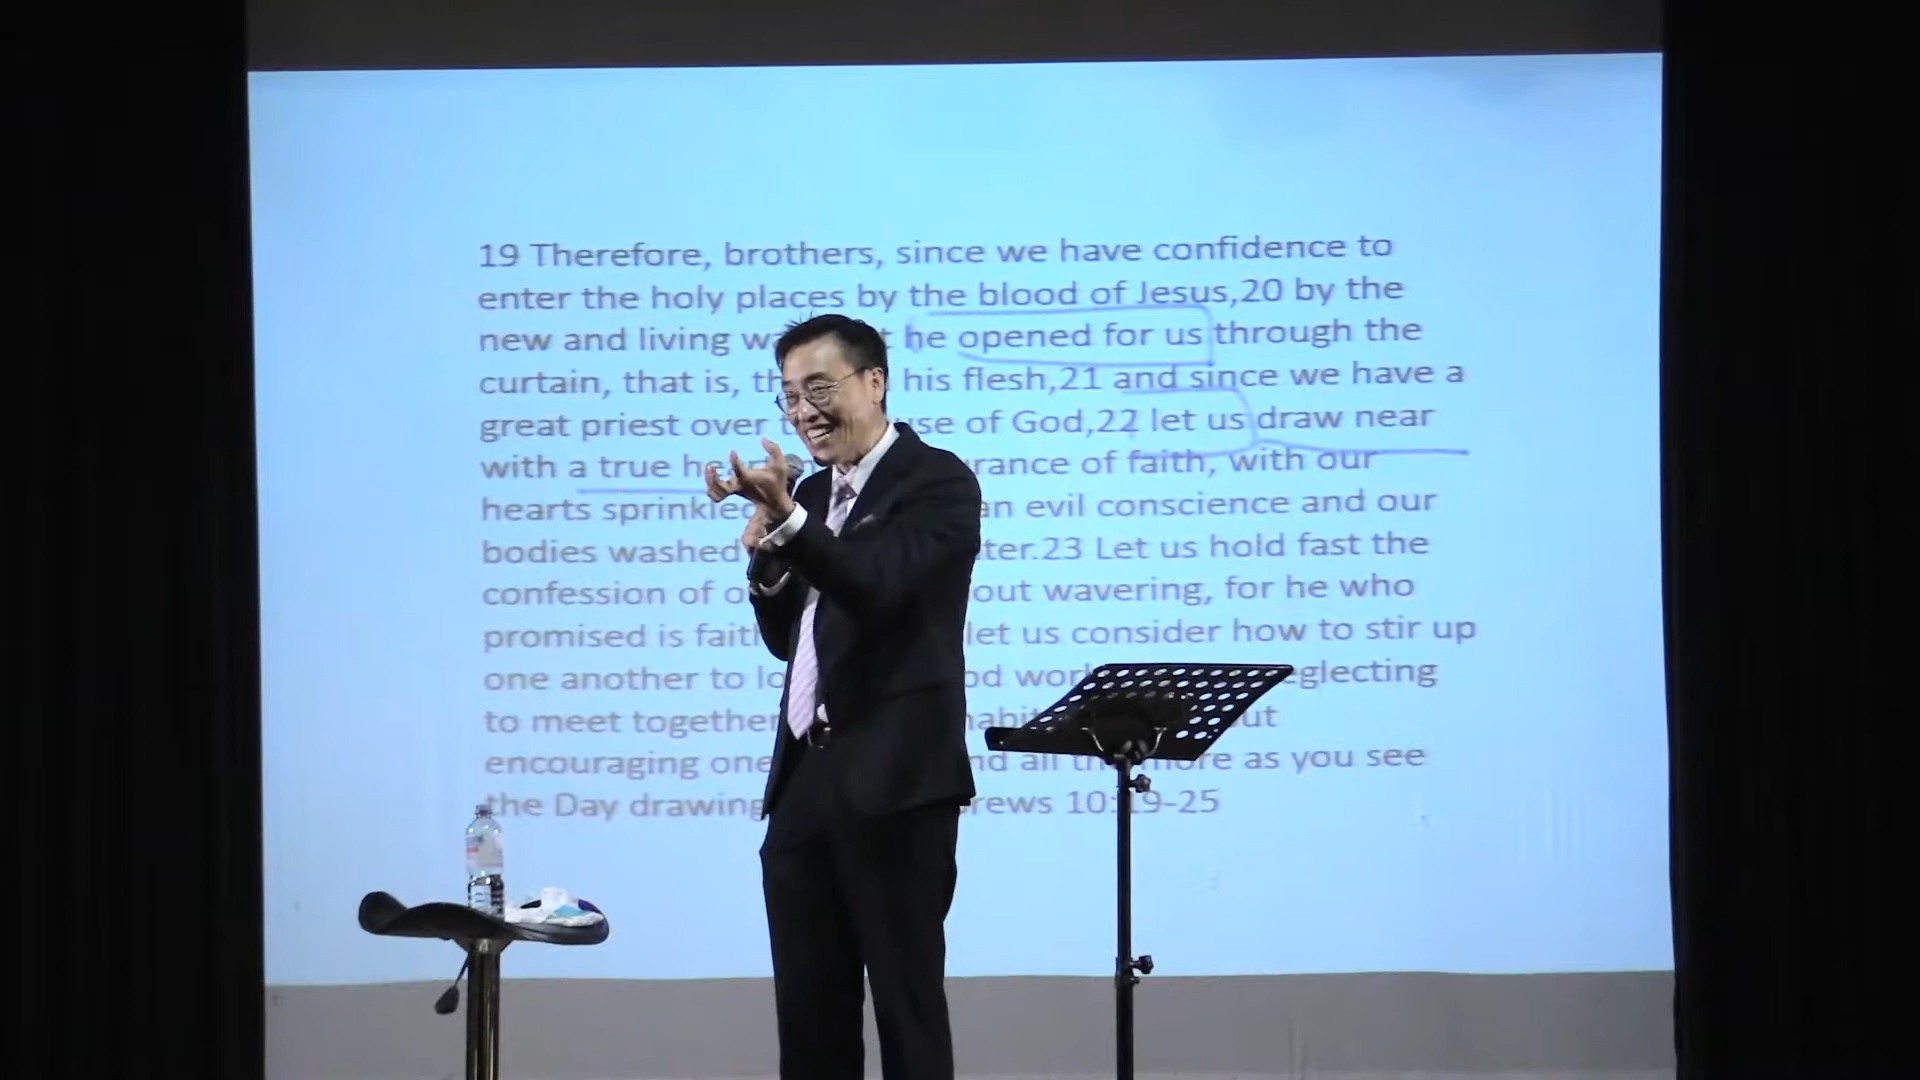 19 Therefore, brothers, since we have confidence to
enter the holy places by the blood of Jesus,20 by the
new and living he opened for us through the
curtain, that is, his flesh,21 and since we have a
great priest over of God,22 let us draw near
with a true of faith, with our
hearts sprinkled an evil conscience and our
bodies washed 23 Let us hold fast the
confession of wavering, for he who
promised is let us consider how to stir up
one another to
to meet together
encouraging one all more as you see
the Day drawing 10:19-25